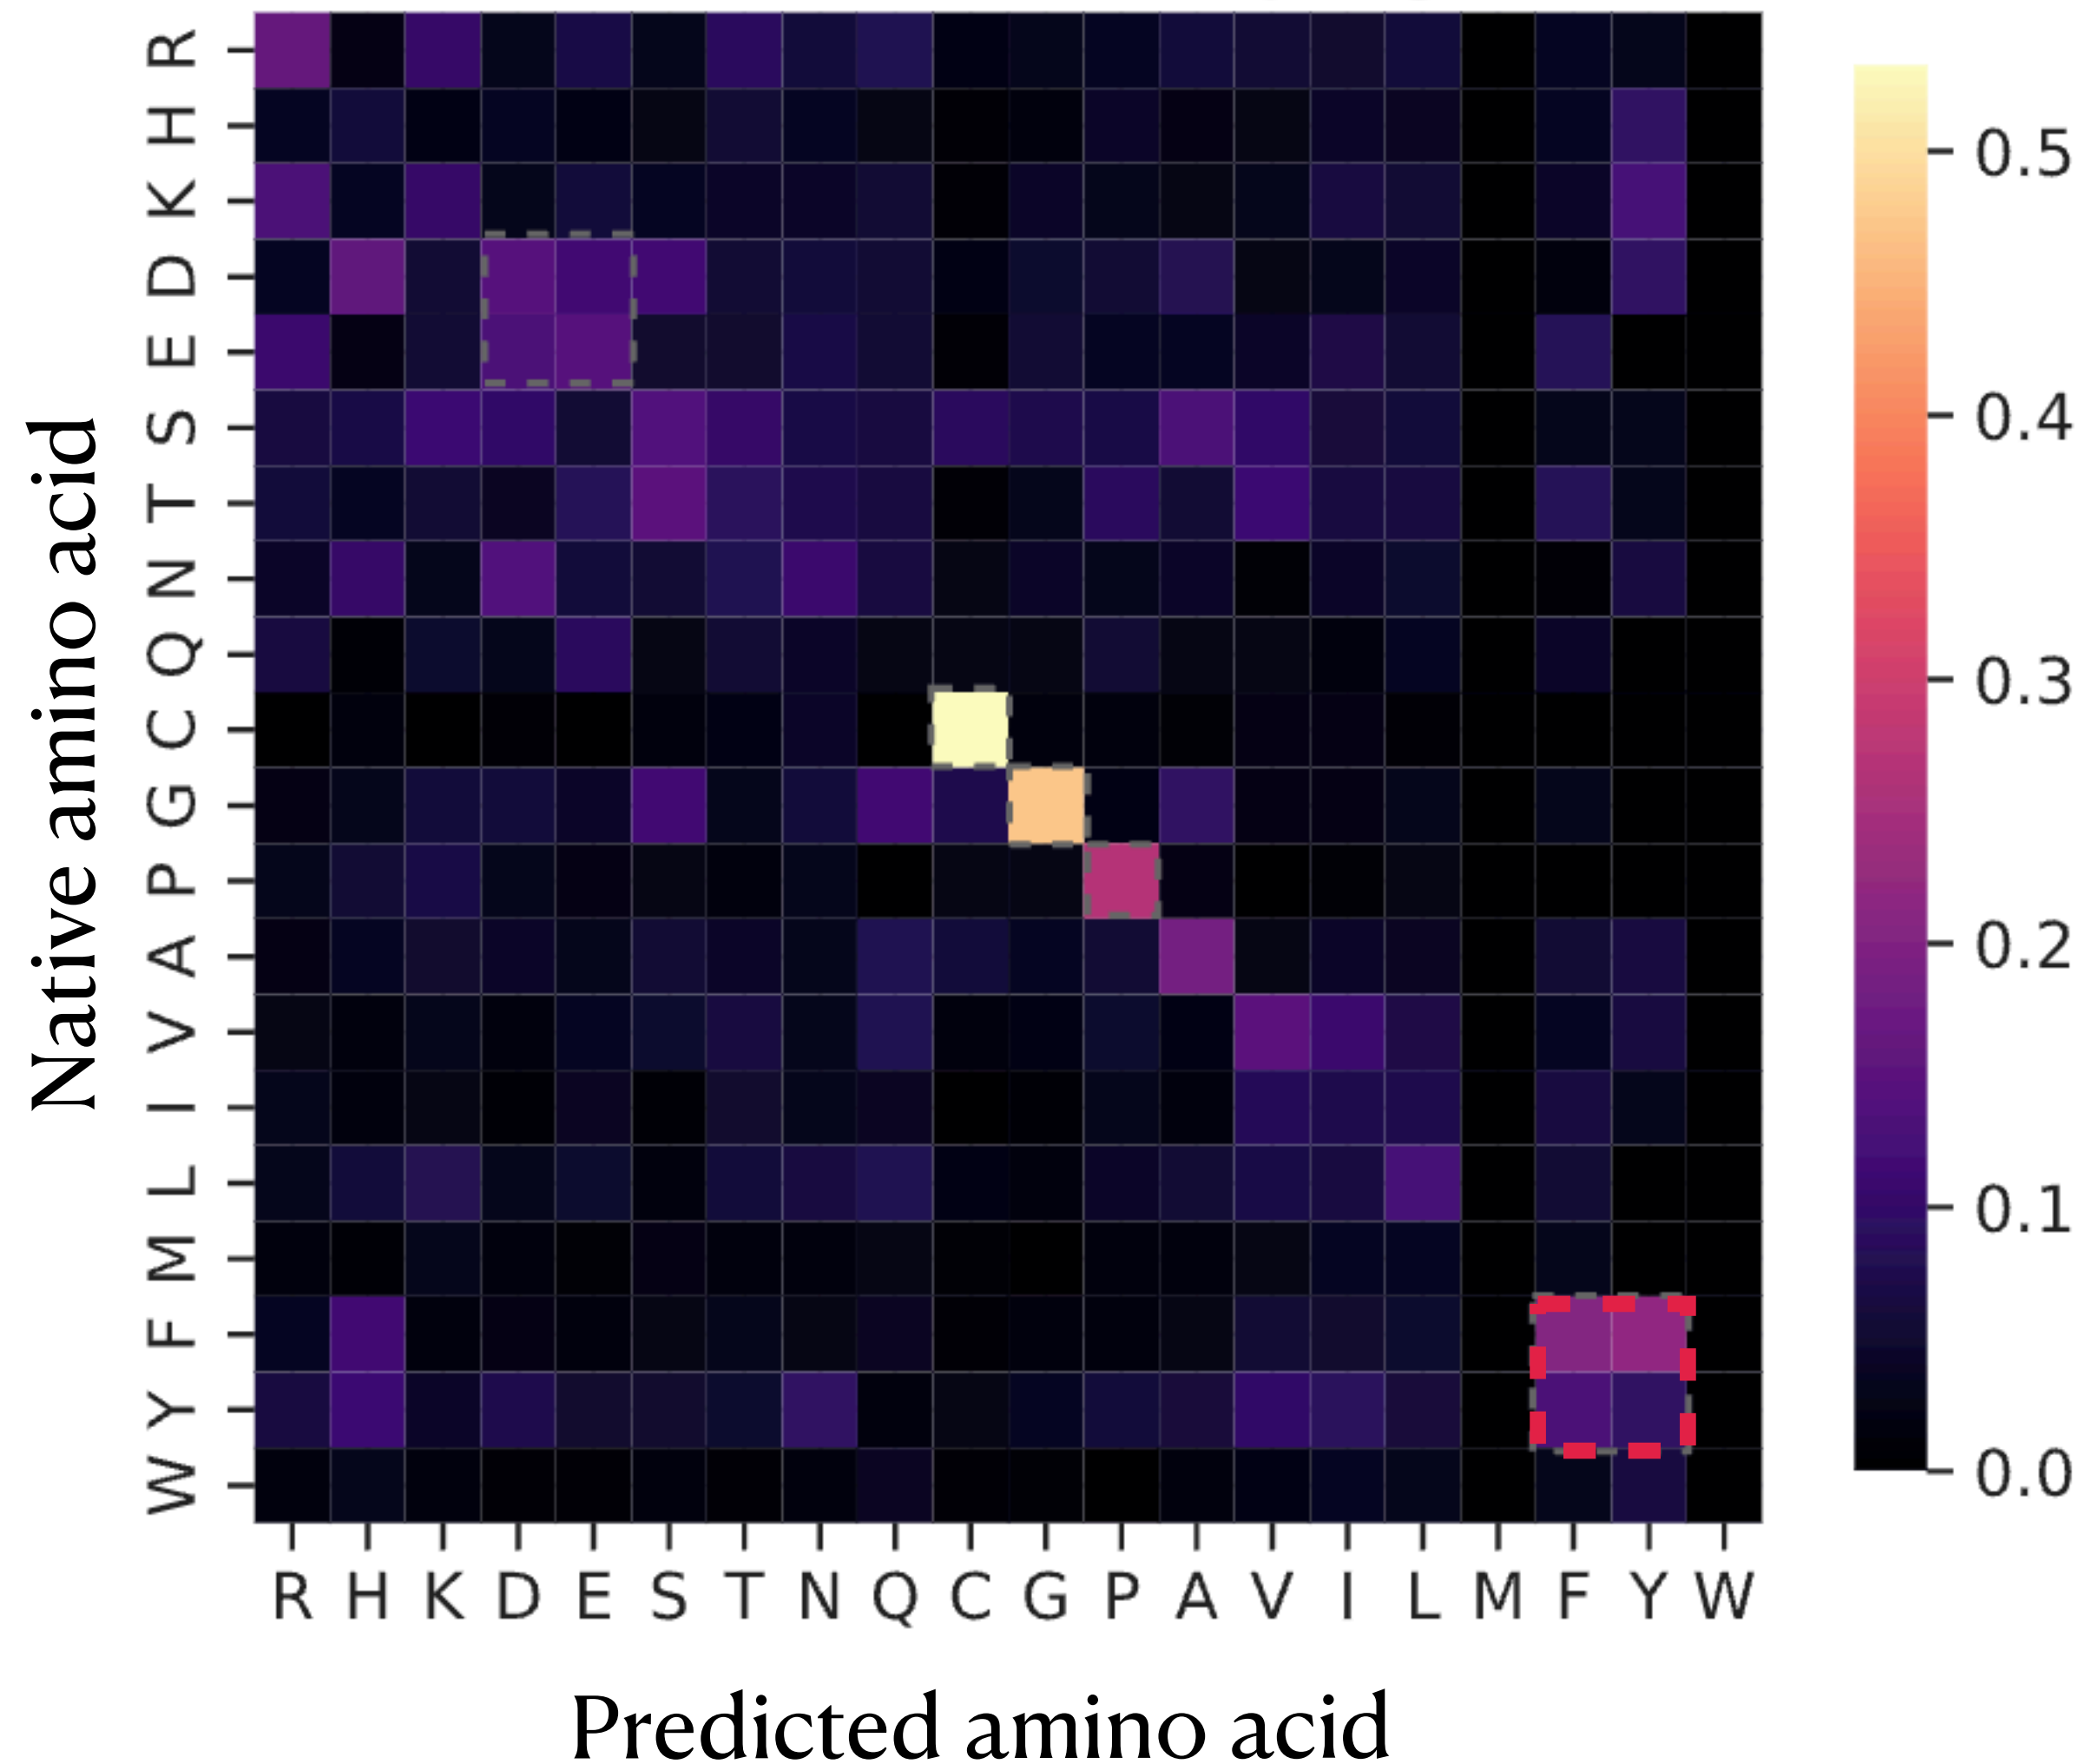 Native amino acid
R
H
K
D
E
S
T
N
Q
C
G
P
A
V
I
L
M
F
Y
W
R H K D E S T N Q C G P A V I L M F Y W
Predicted amino acid
0.5
0.4
0.3
0.2
0.1
0.0